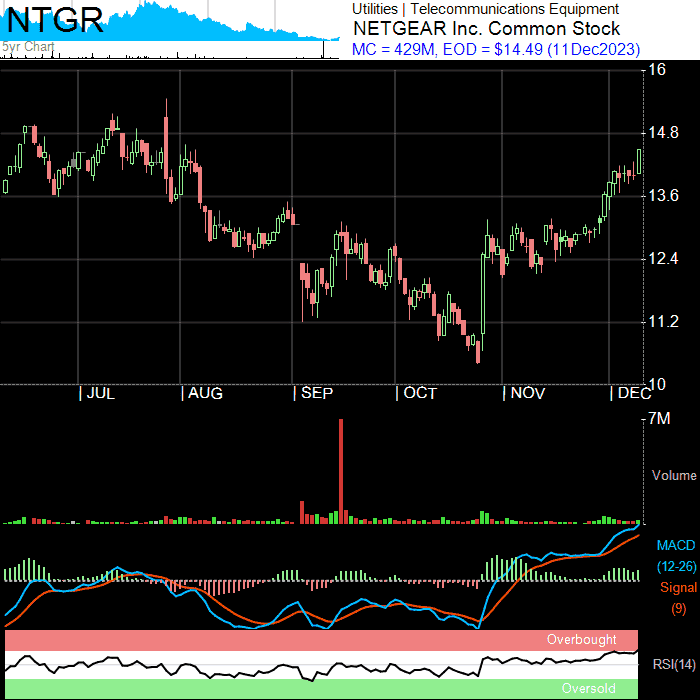 NTGR
5yr Chart
Utilities | Telecommunications Equipment
NETGEAR Inc. Common Stock
MC = 429M, EOD = $14.49 (11Dec2023)
16
14.8
13.6
12.4
11.2
10
JUL
AUG
SEP
OCT
NOV
DEC
7M
Volume
MACD
(12-26)
Signal
(9)
Overbought
RSI(14)
Oversold